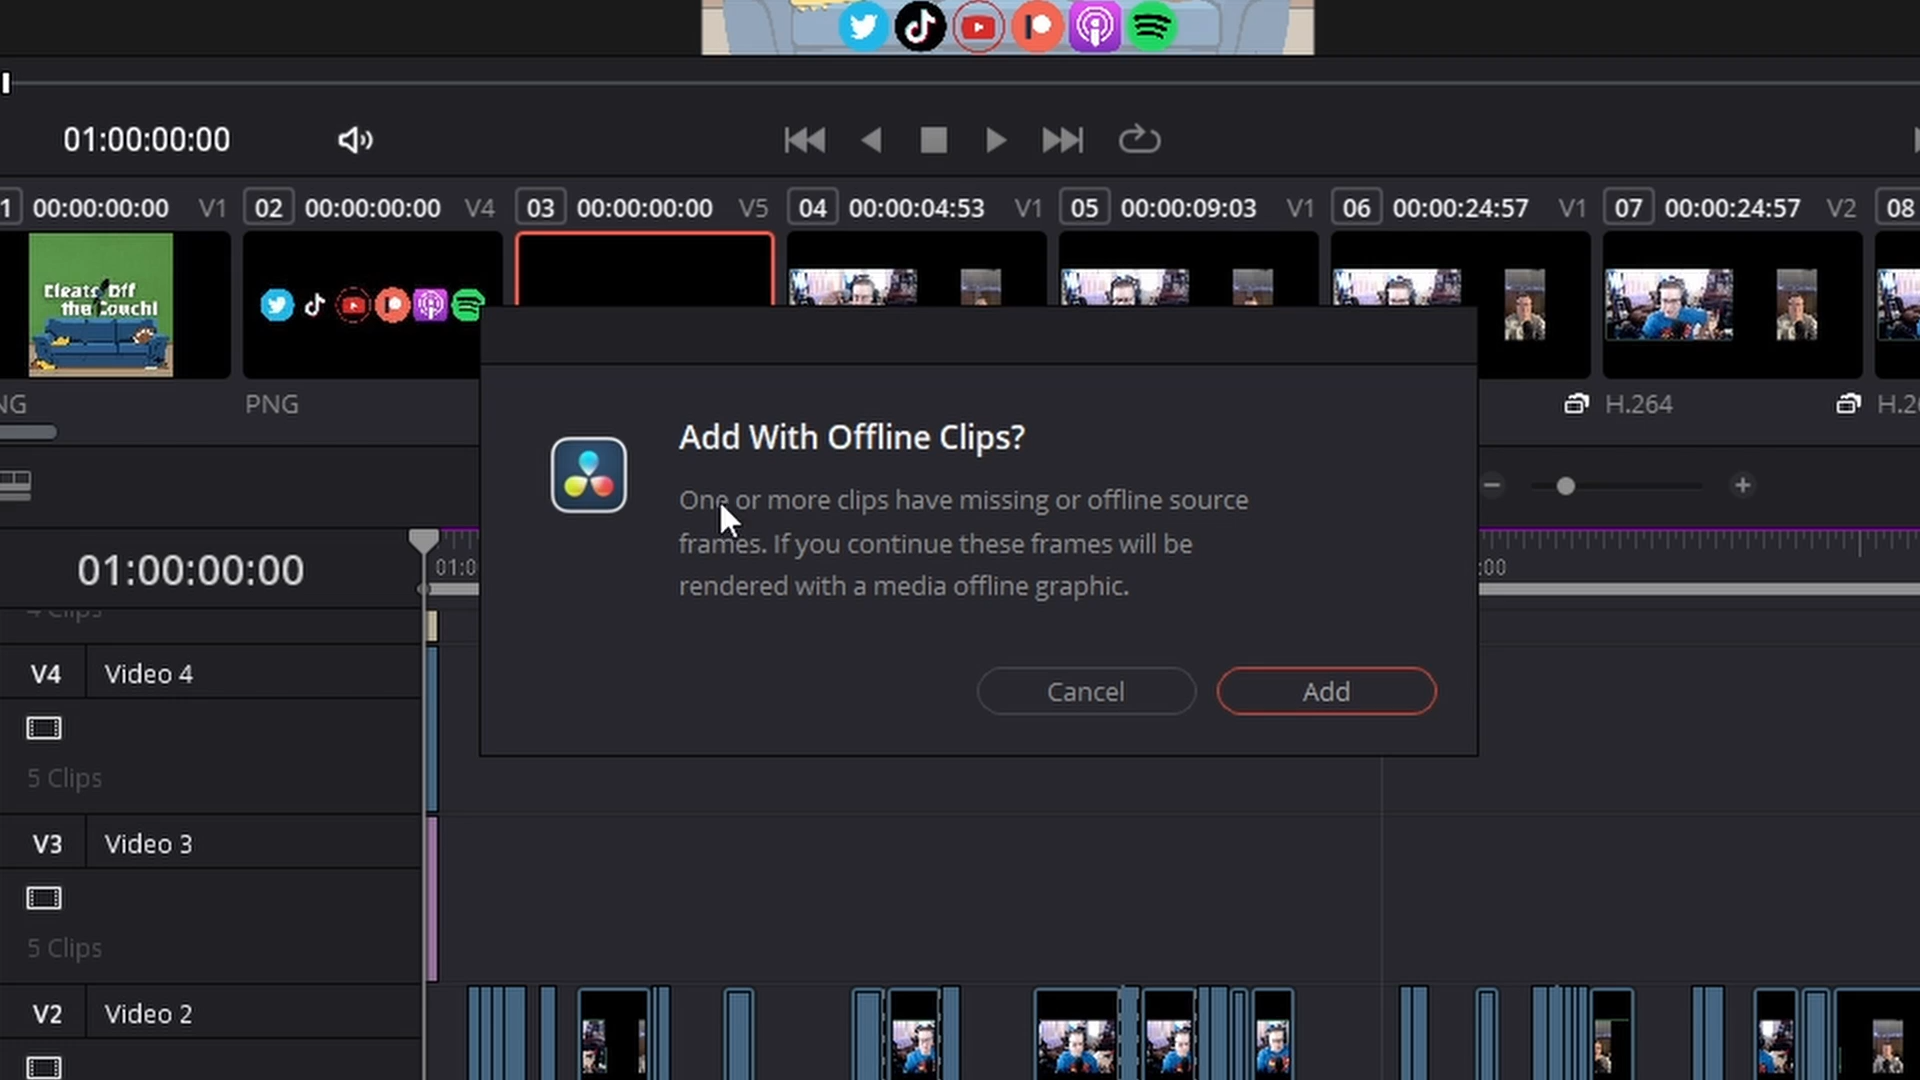 01:00:00:00
1 00:00:00:00 V1 02 00:00:00:00 V4 03 00:00:00:00 V5 04 00:00:04:53 V1 05 00:00:09:03 V1 06 00:00:24:57 V1 07 00:00:24:57 V2 08
Cleats Off
the Couch!
NG PNG H.264 H.26
Add With Offline Clips?
One or more clips have missing or offline source
frames. If you continue these frames will be
rendered with a media offline graphic.
Cancel Add
01:00:00:00
01:0 :00
4 Clips
V4 Video 4
5 Clips
V3 Video 3
5 Clips
V2 Video 2